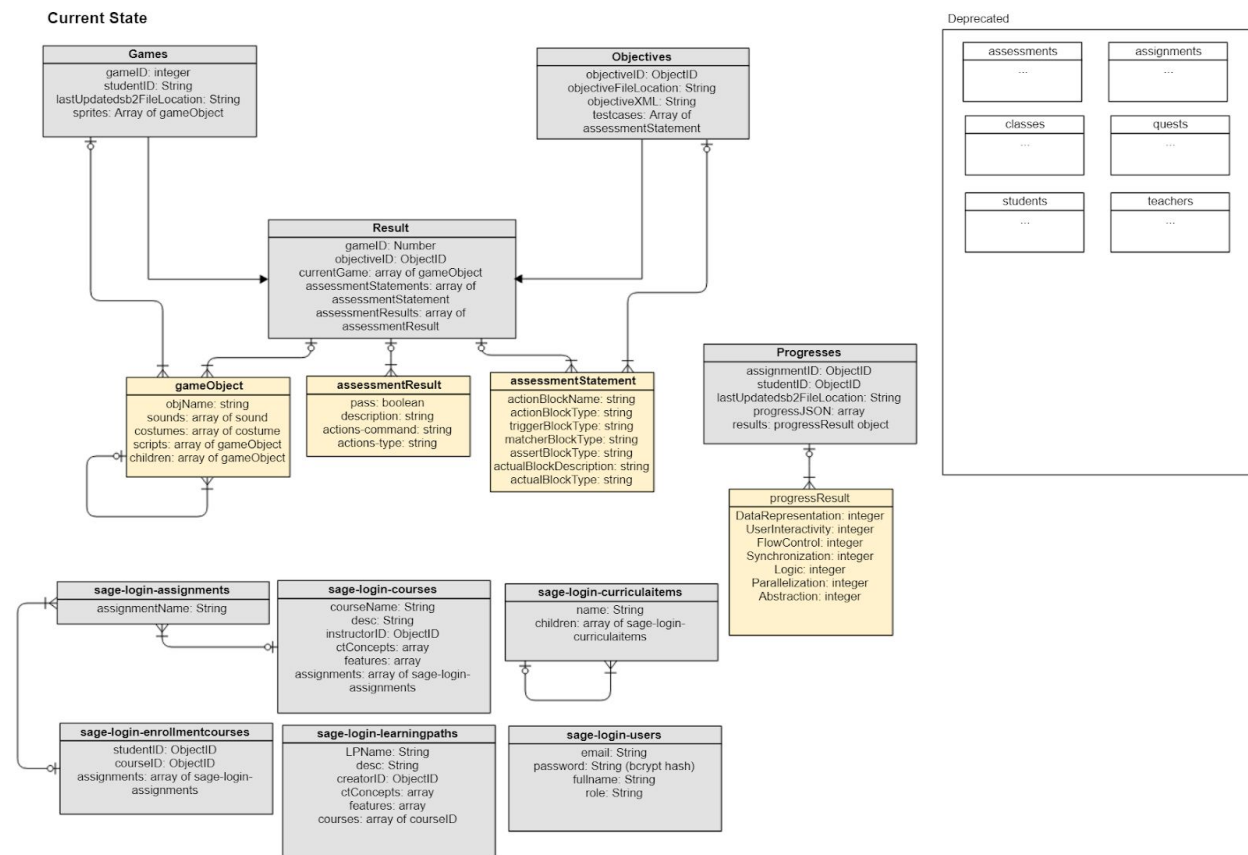 Current State
Deprecated
Games
gameID: integer
studentID: String
lastUpdatedsb2FileLocation: String
sprites: Array of gameObject
Objectives
objectiveID: ObjectID
objectiveFileLocation: String
objectiveXML: String
testcases: Array of
assessmentStatement
assessments
...
assignments
...
classes
...
quests
...
students
...
teachers
...
Result
gameID: Number
objectiveID: ObjectID
currentGame: array of gameObject
assessmentStatements: array of
assessmentStatement
assessmentResults: array of
assessmentResult
gameObject
objName: string
sounds: array of sound
costumes: array of costume
scripts: array of gameObject
children: array of gameObject
assessmentResult
pass: boolean
description: string
actions-command: string
actions-type: string
assessmentStatement
actionBlockName: string
actionBlockType: string
triggerBlockType: string
matcherBlockType: string
assertBlockType: string
actualBlockDescription: string
actualBlockType: string
Progresses
assignmentID: ObjectID
studentID: ObjectID
lastUpdatedsb2FileLocation: String
progressJSON: array
results: progressResult object
progressResult
DataRepresentation: integer
UserInteractivity: integer
FlowControl: integer
Synchronization: integer
Logic: integer
Parallelization: integer
Abstraction: integer
sage-login-assignments
assignmentName: String
sage-login-courses
courseName: String
desc: String
instructorID: ObjectID
ctConcepts: array
features: array
assignments: array of sage-login-
assignments
sage-login-curriculaitems
name: String
children: array of sage-login-
curriculaitems
sage-login-enrollmentcourses
studentID: ObjectID
courseID: ObjectID
assignments: array of sage-login-
assignments
sage-login-learningpaths
LPName: String
desc: String
creatorID: ObjectID
ctConcepts: array
features: array
courses: array of courseID
sage-login-users
email: String
password: String (bcrypt hash)
fullname: String
role: String